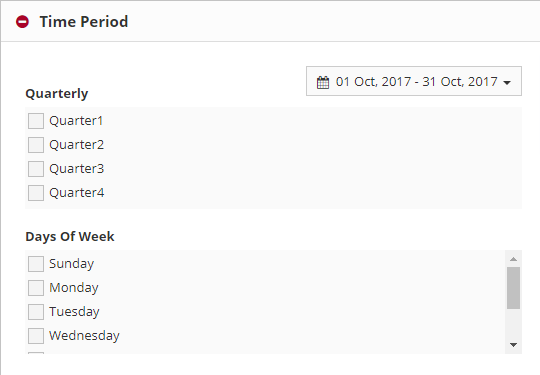 Time Period
01 Oct, 2017 - 31 Oct, 2017
Quarterly
Quarter1
Quarter2
Quarter3
Quarter4
Days Of Week
Sunday
Monday
Tuesday
Wednesday